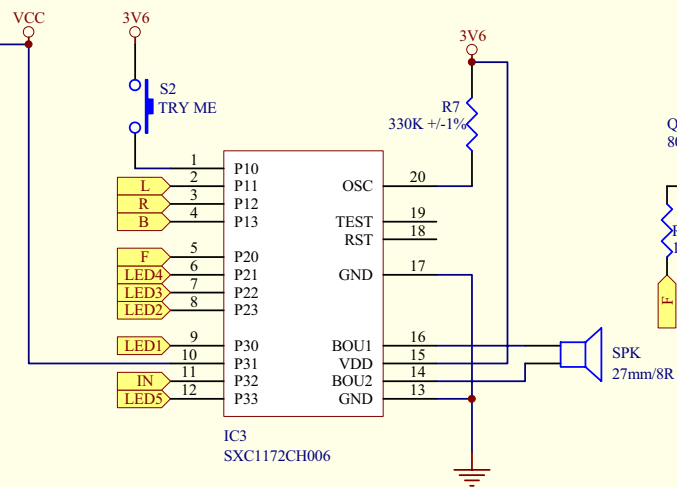 VCC
3V6
3V6
S2
TRY ME
R7
330K +/-1%
1 P10
L 2 P11
R 3 P12
B 4 P13
F 5 P20
LED4 6 P21
LED3 7 P22
LED2 8 P23
LED1 9 P30
10 P31
IN 11 P32
LED5 12 P33
OSC 20
TEST 19
RST 18
GND 17
BOU1 16
VDD 15
BOU2 14
GND 13
SPK
27mm/8R
IC3
SXC1172CH006
F